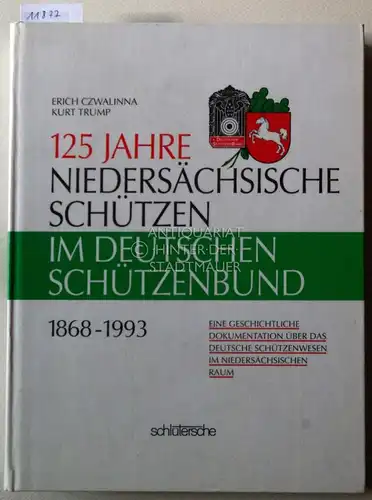 11877
ERICH CZWALINNA
KURT TRUMP
125 JAHRE
NIEDERSÄCHSISCHE
SCHÜTZEN
IM DEUTSCHEN
SCHÜTZENBUND
1868-1993
EINE GESCHICHTLICHE
DOKUMENTATION ÜBER DAS
DEUTSCHE SCHÜTZENWESEN
IM NIEDERSÄCHSISCHEN
RAUM
schlütersche
ANTIQUARIAT
HINTER DER
STADTMAUER